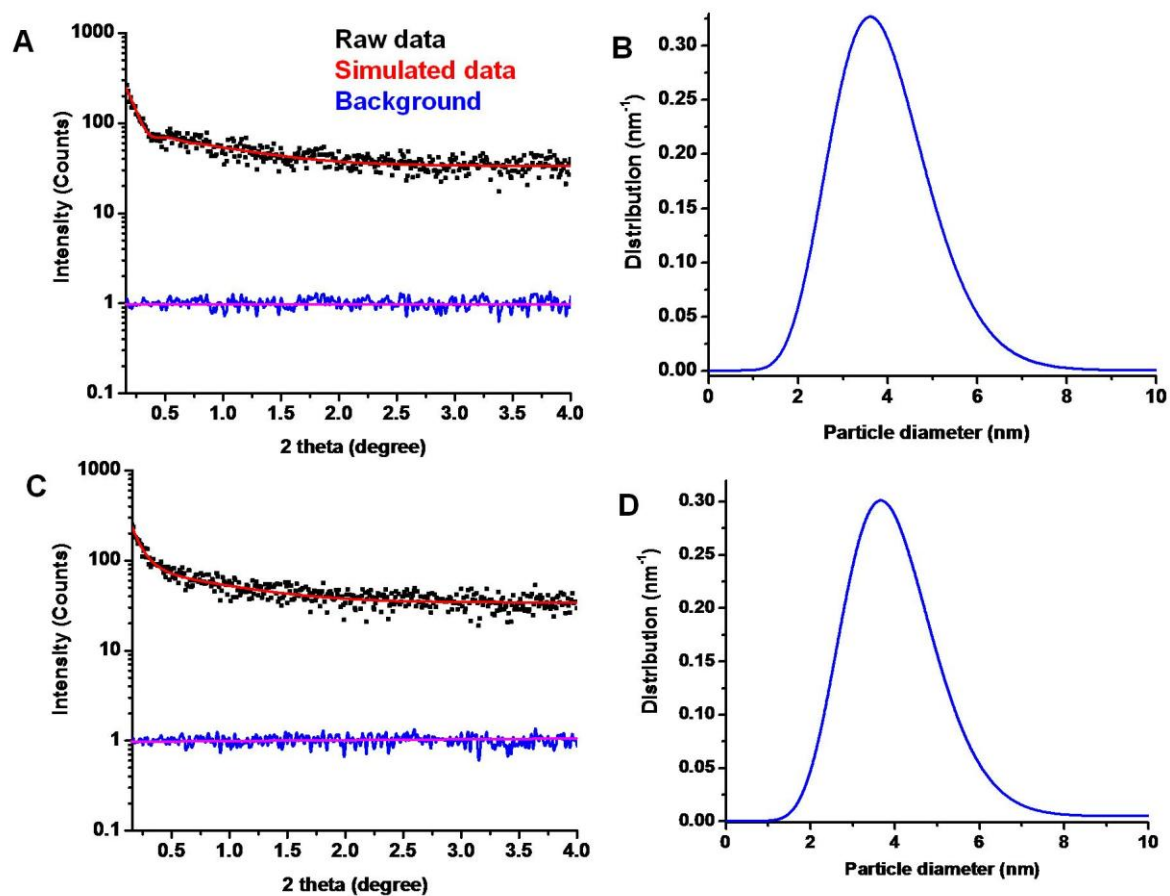 A
Raw data
Simulated data
Background
Intensity (Counts)
1000
100
10
1
0.1
0.5 1.0 1.5 2.0 2.5 3.0 3.5 4.0
2 theta (degree)
B
Distribution (nm⁻¹)
0.30
0.25
0.20
0.15
0.10
0.05
0.00
0 2 4 6 8 10
Particle diameter (nm)
C
Intensity (Counts)
1000
100
10
1
0.1
0.5 1.0 1.5 2.0 2.5 3.0 3.5 4.0
2 theta (degree)
D
Distribution (nm⁻¹)
0.30
0.25
0.20
0.15
0.10
0.05
0.00
0 2 4 6 8 10
Particle diameter (nm)